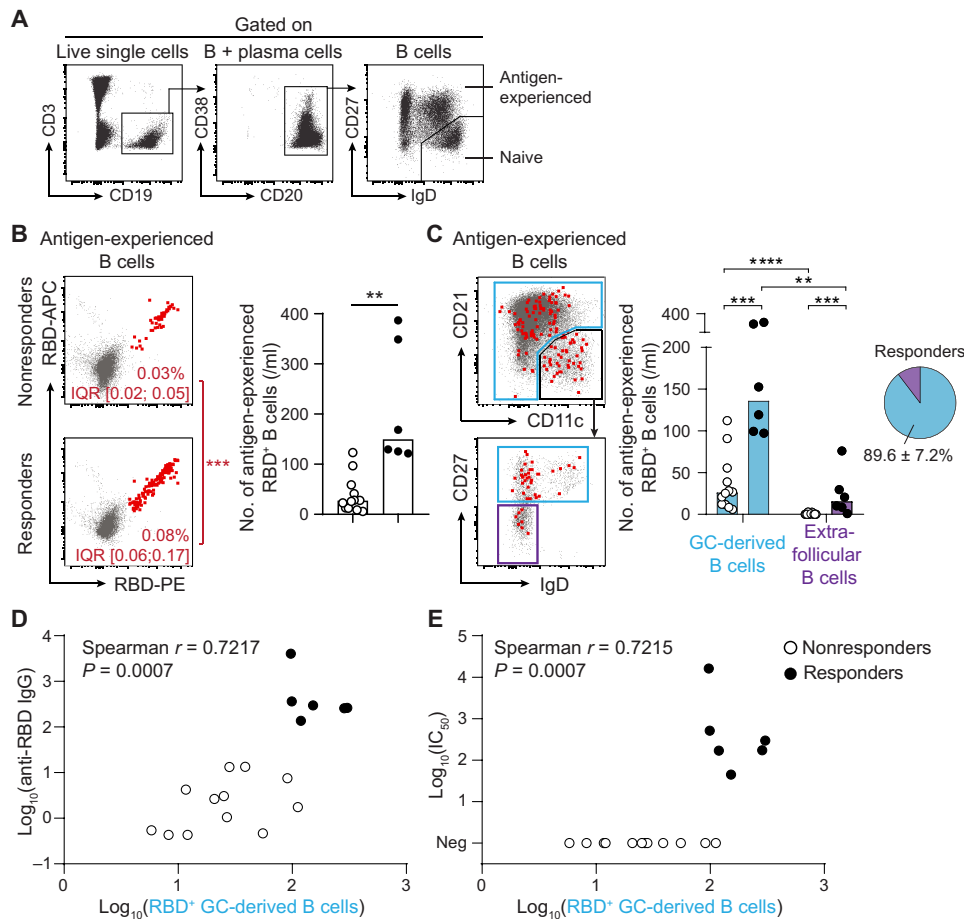 A
Gated on
Live single cells
B + plasma cells
B cells
CD3
CD19
CD38
CD20
CD27
IgD
Antigen-
experienced
Naive
B
Antigen-experienced
B cells
Nonresponders
RBD-APC
0.03%
IQR [0.02; 0.05]
***
Responders
0.08%
IQR [0.06;0.17]
RBD-PE
No. of antigen-epxerienced
RBD+ B cells (/ml)
400
300
200
100
0
**
C
Antigen-experienced
B cells
CD21
CD11c
CD27
IgD
No. of antigen-epxerienced
RBD+ B cells (/ml)
400
200
150
100
50
0
****
**
***
***
GC-derived
B cells
Extra-
follicular
B cells
Responders
89.6 ± 7.2%
D
Spearman r = 0.7217
P = 0.0007
Log10(anti-RBD IgG)
4
3
2
1
0
–1
0
1
2
3
Log10(RBD+ GC-derived B cells)
E
Spearman r = 0.7215
P = 0.0007
Nonresponders
Responders
Log10(IC50)
5
4
3
2
1
Neg
0
1
2
3
Log10(RBD+ GC-derived B cells)